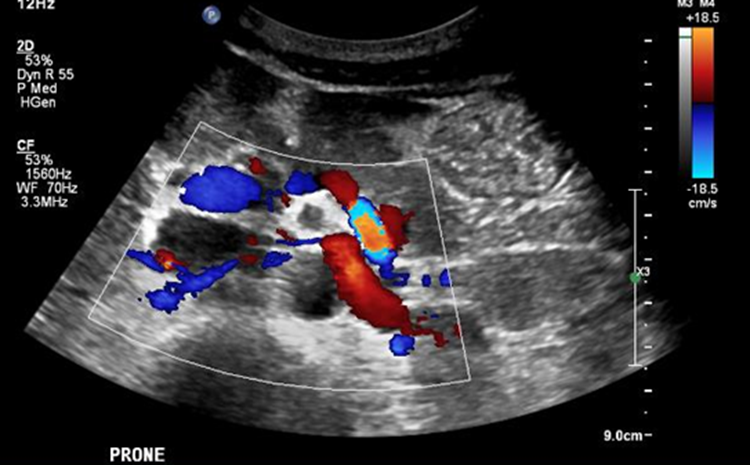 12Hz
2D
53%
Dyn R 55
P Med
HGen
CF
53%
1560Hz
WF 70Hz
3.3MHz
P
M3 M4
+18.5
-18.5
cm/s
X3
9.0cm
PRONE